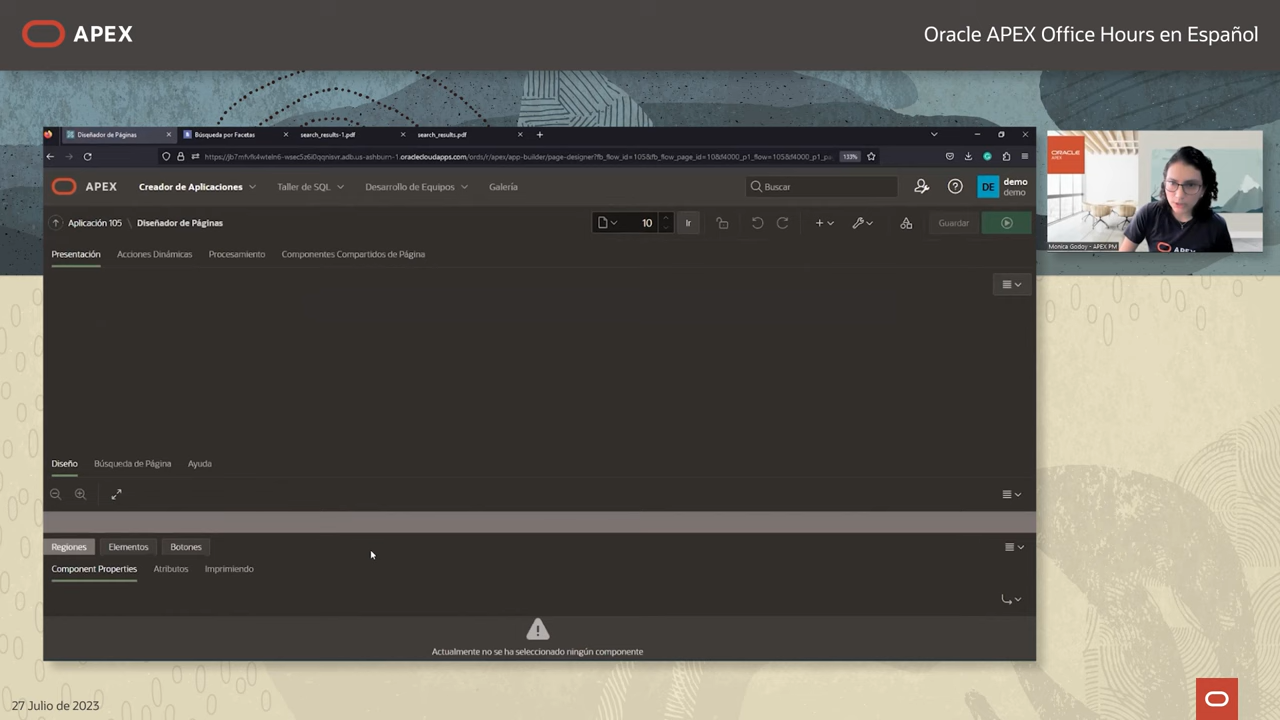 APEX
Oracle APEX Office Hours en Español
Diseñador de Páginas
Búsqueda por Facetas
search_results-1.pdf
search_results.pdf
133%
APEX
Creador de Aplicaciones
Taller de SQL
Desarrollo de Equipos
Galería
Buscar
DE
demo
demo
Aplicación 105
\
Diseñador de Páginas
10
Ir
Guardar
Presentación
Acciones Dinámicas
Procesamiento
Componentes Compartidos de Página
Diseño
Búsqueda de Página
Ayuda
Regiones
Elementos
Botones
Component Properties
Atributos
Imprimiendo
Actualmente no se ha seleccionado ningún componente
ORACLE
APEX
Monica Godoy - APEX PM
27 Julio de 2023